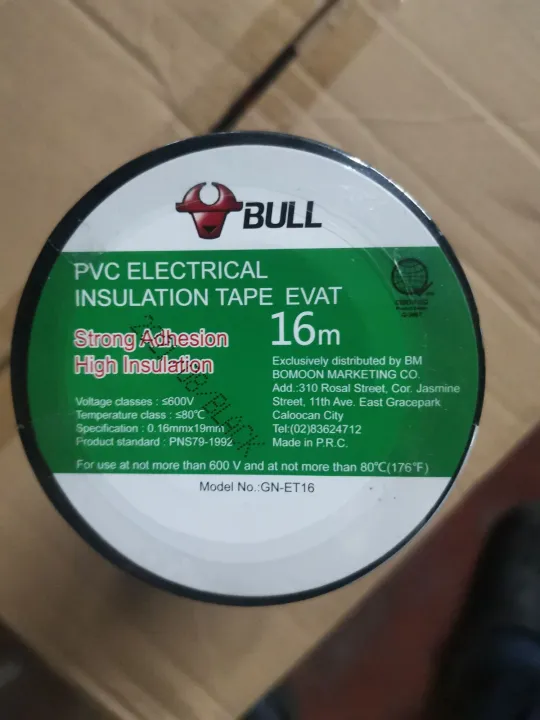 BULL
PVC ELECTRICAL
INSULATION TAPE EVAT
16m
Strong Adhesion
High Insulation
Voltage classes : ≤600V
Temperature class : ≤80℃
Specification : 0.16mmx19mm
Product standard : PNS79-1992
Exclusively distributed by BM
BOMOON MARKETING CO.
Add.:310 Rosal Street, Cor. Jasmine
Street, 11th Ave. East Gracepark
Caloocan City
Tel:(02)83624712
Made in P.R.C.
For use at not more than 600 V and at not more than 80℃(176°F)
Model No.:GN-ET16